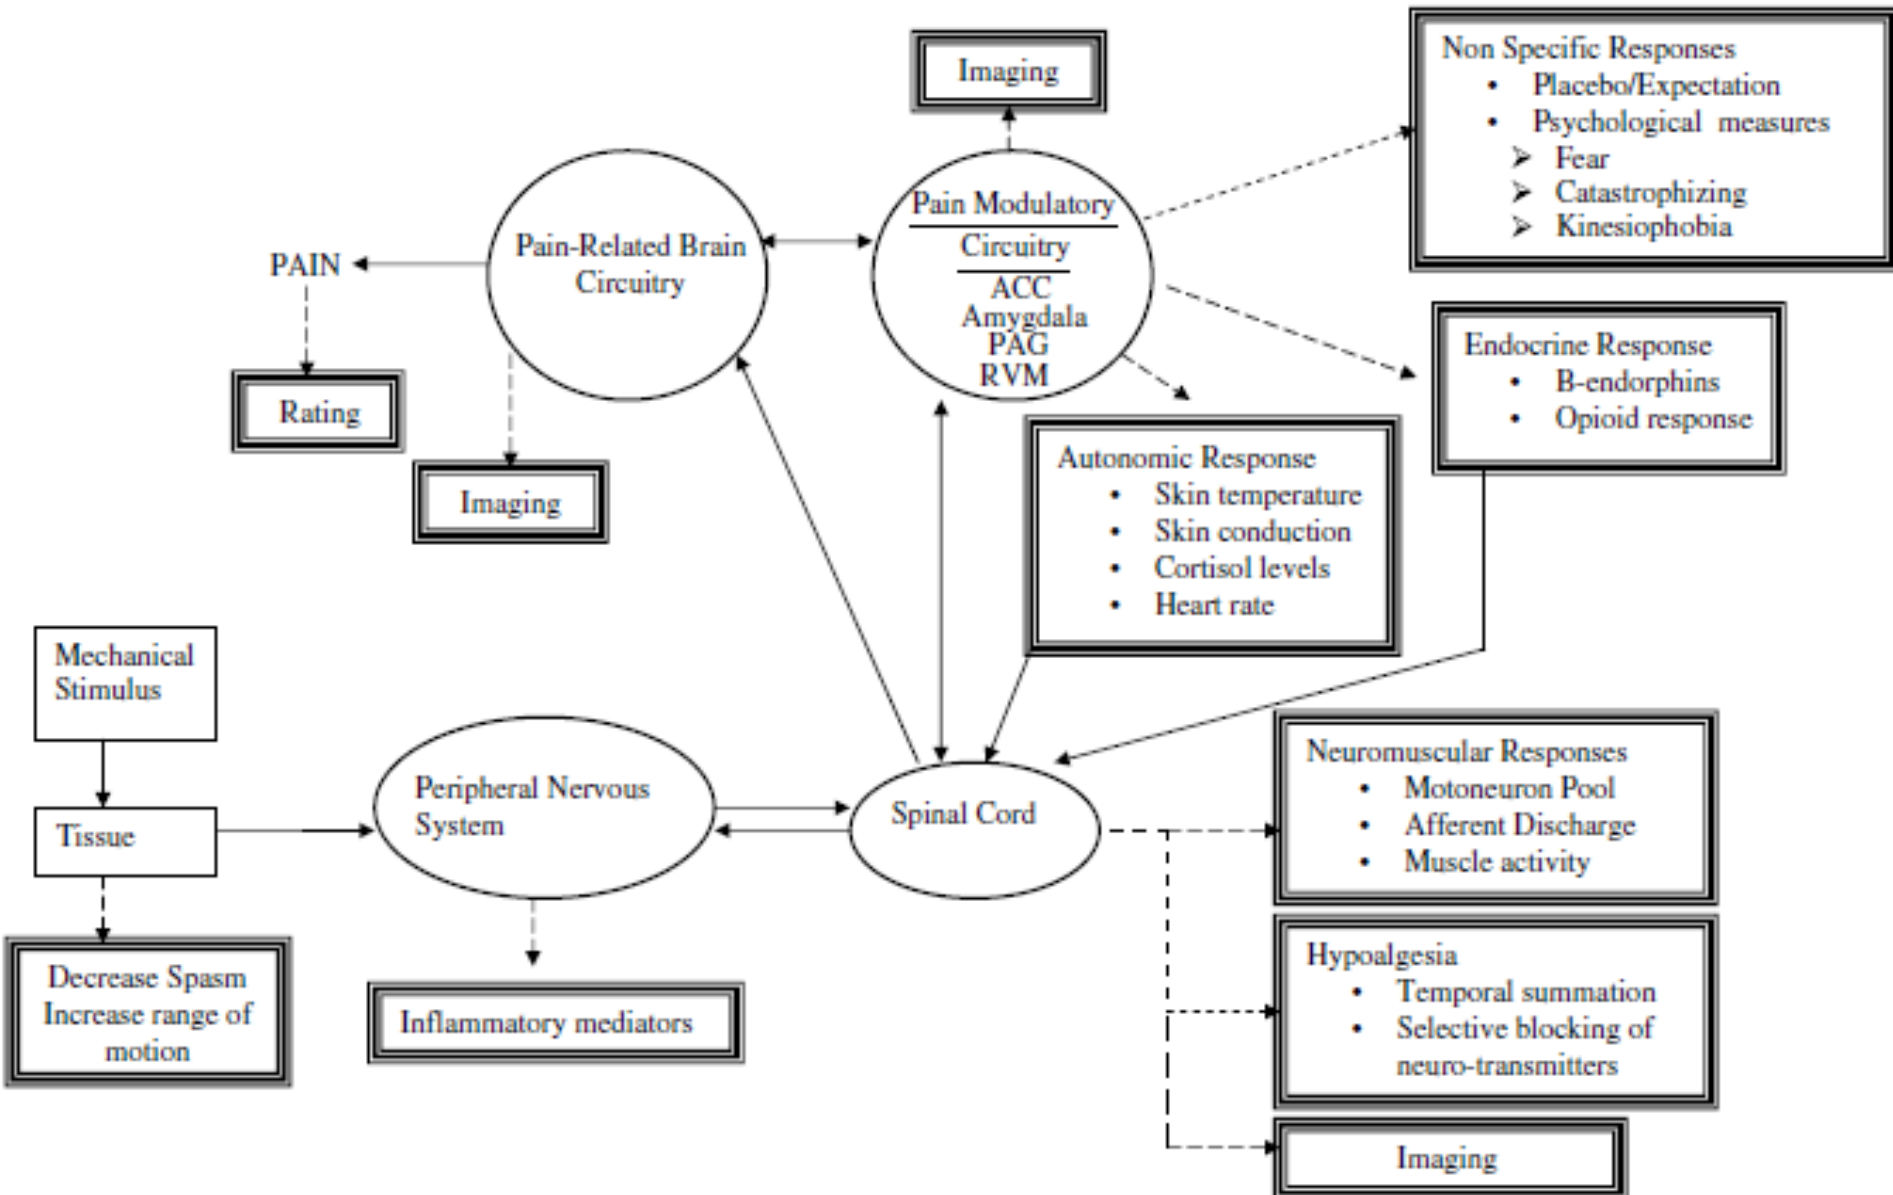 Imaging
Non Specific Responses
• Placebo/Expectation
• Psychological measures
➢ Fear
➢ Catastrophizing
➢ Kinesiophobia
Pain Modulatory
Circuitry
ACC
Amygdala
PAG
RVM
Pain-Related Brain
Circuitry
PAIN
Rating
Imaging
Endocrine Response
• B-endorphins
• Opioid response
Autonomic Response
• Skin temperature
• Skin conduction
• Cortisol levels
• Heart rate
Mechanical
Stimulus
Tissue
Peripheral Nervous
System
Spinal Cord
Neuromuscular Responses
• Motoneuron Pool
• Afferent Discharge
• Muscle activity
Decrease Spasm
Increase range of
motion
Inflammatory mediators
Hypoalgesia
• Temporal summation
• Selective blocking of
neuro-transmitters
Imaging